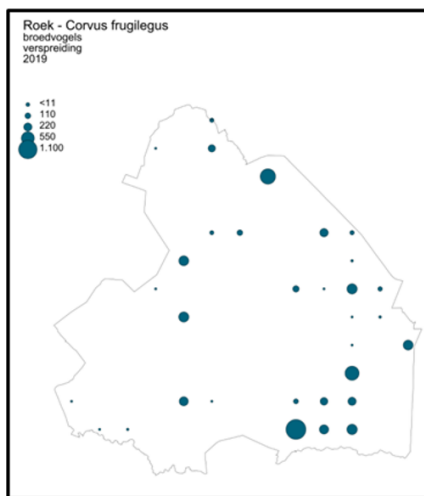 Roek - Corvus frugilegus
broedvogels
verspreiding
2019
<11
110
220
550
1.100